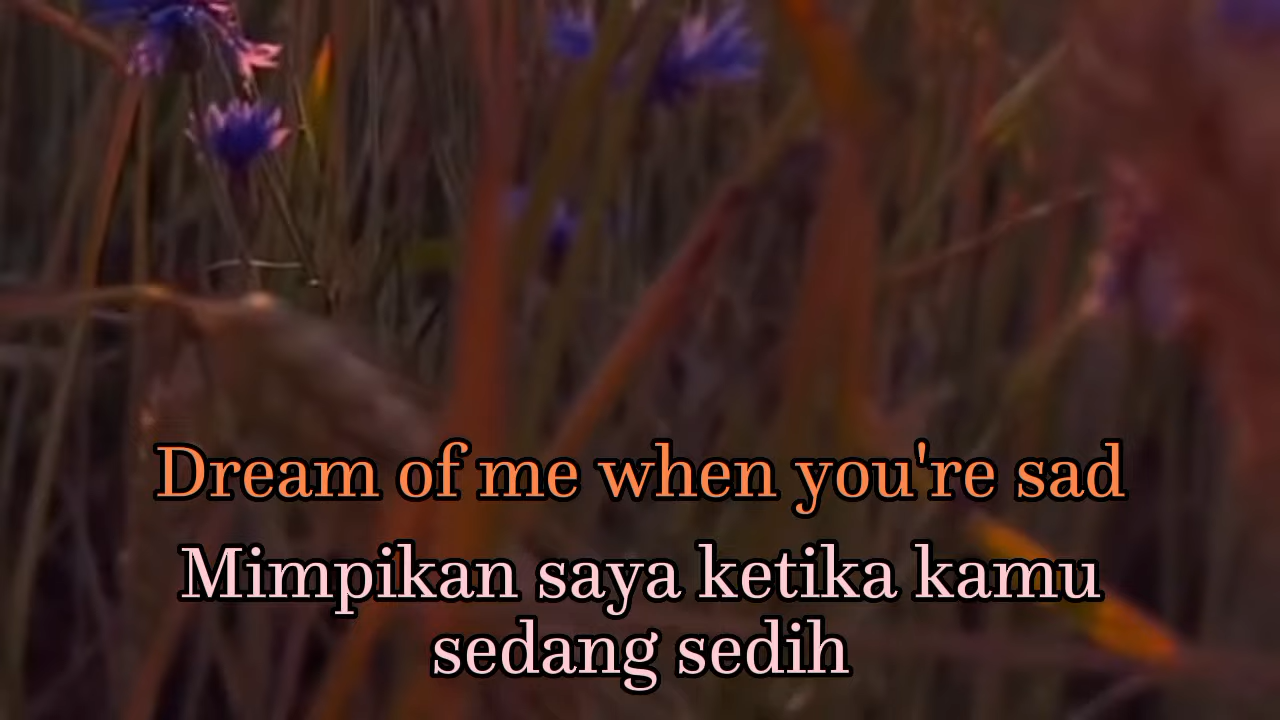 Dream of me when you're sad
Mimpikan saya ketika kamu
sedang sedih